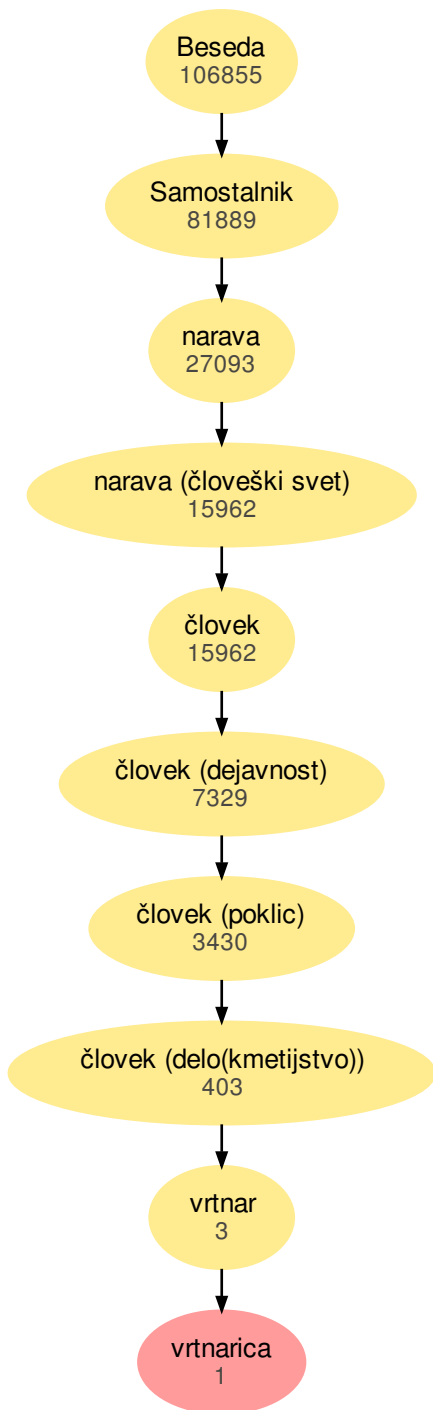 Beseda
106855
Samostalnik
81889
narava
27093
narava (človeški svet)
15962
človek
15962
človek (dejavnost)
7329
človek (poklic)
3430
človek (delo(kmetijstvo))
403
vrtnar
3
vrtnarica
1